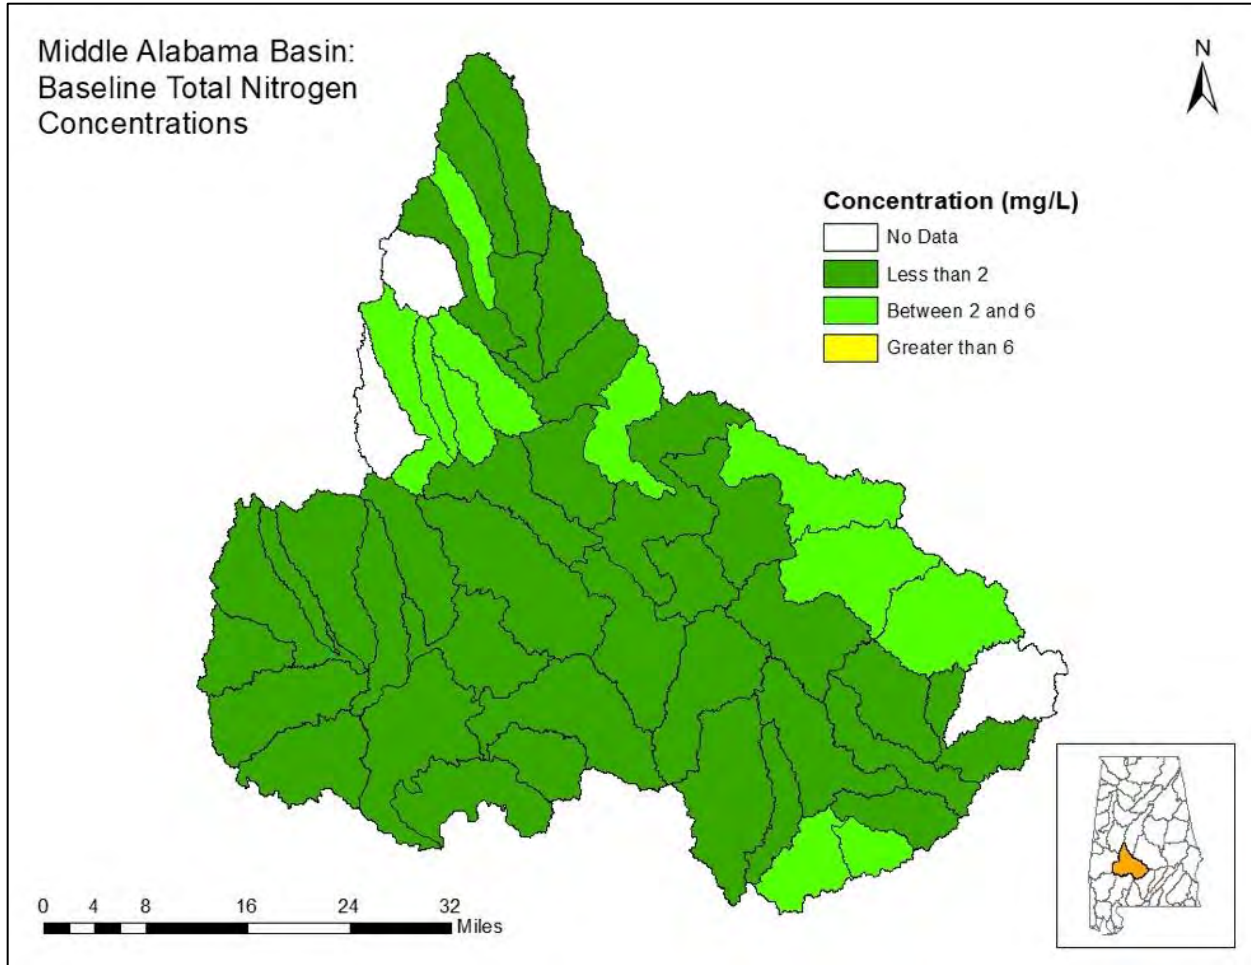 Middle Alabama Basin:
Baseline Total Nitrogen
Concentrations
N
Concentration (mg/L)
No Data
Less than 2
Between 2 and 6
Greater than 6
0 4 8 16 24 32
Miles